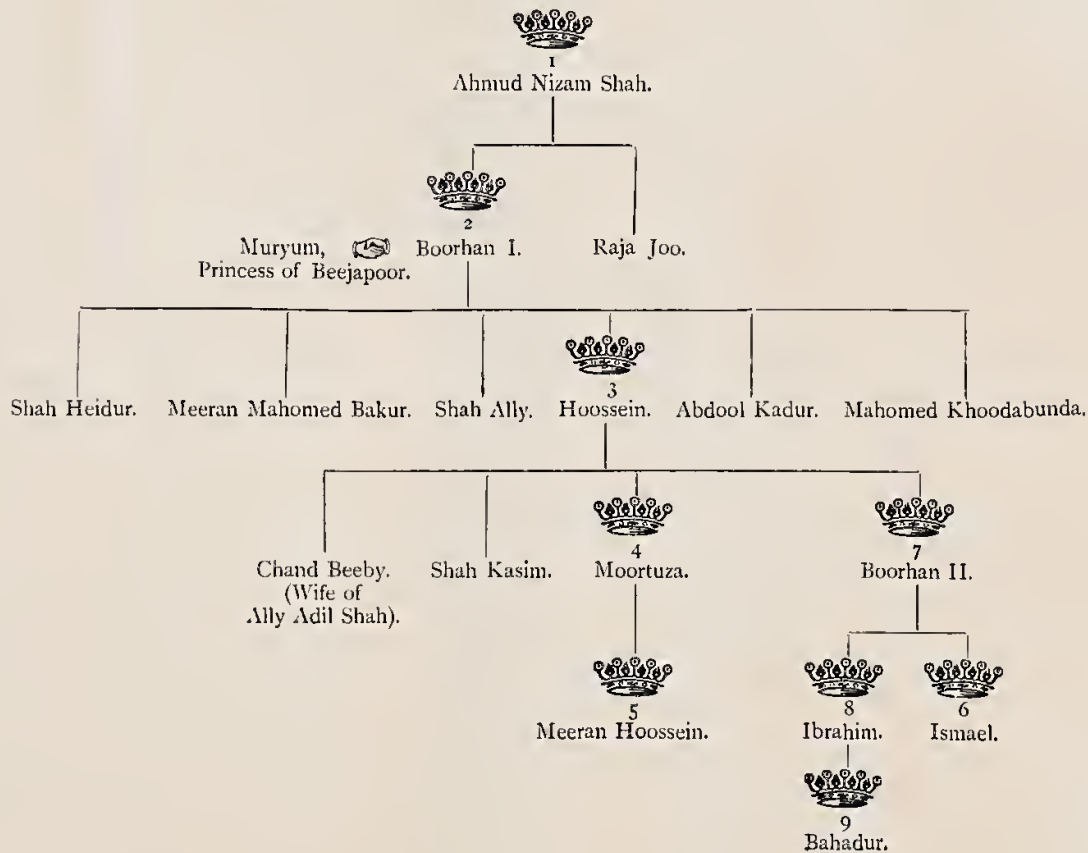 1
Ahmud Nizam Shah.
2
Muryum, Boorhan I. Raja Joo.
Princess of Beejapoor.
3
Shah Heidur. Meeran Mahomed Bakur. Shah Ally. Hoossein. Abdool Kadur. Mahomed Khoodabunda.
4 7
Chand Beeby. Shah Kasim. Moortuza. Boorhan II.
(Wife of
Ally Adil Shah).
5 8 6
Meeran Hoossein. Ibrahim. Ismael.
9
Bahadur.